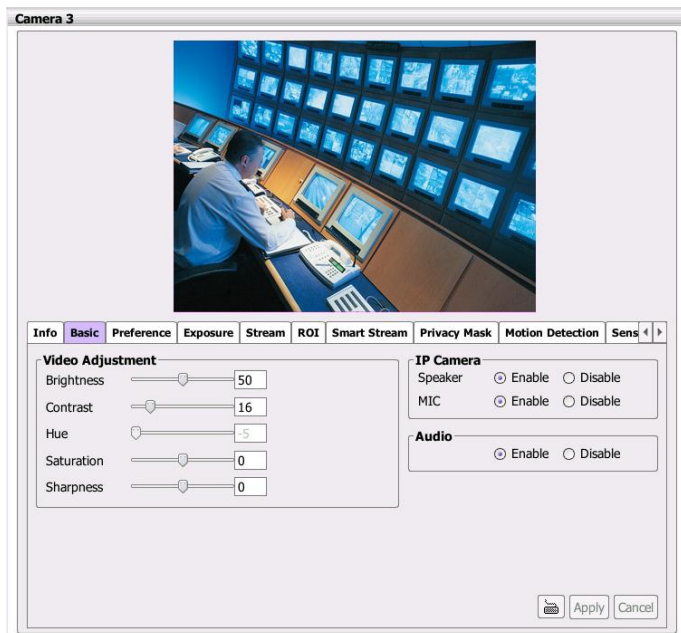 Camera 3
Info Basic Preference Exposure Stream ROI Smart Stream Privacy Mask Motion Detection Sens
Video Adjustment
Brightness 50
Contrast 16
Hue -5
Saturation 0
Sharpness 0
IP Camera
Speaker Enable Disable
MIC Enable Disable
Audio
Enable Disable
Apply Cancel